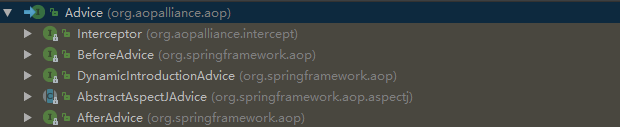 Advice (org.aopalliance.aop)
Interceptor (org.aopalliance.intercept)
BeforeAdvice (org.springframework.aop)
DynamicIntroductionAdvice (org.springframework.aop)
AbstractAspectJAdvice (org.springframework.aop.aspectj)
AfterAdvice (org.springframework.aop)